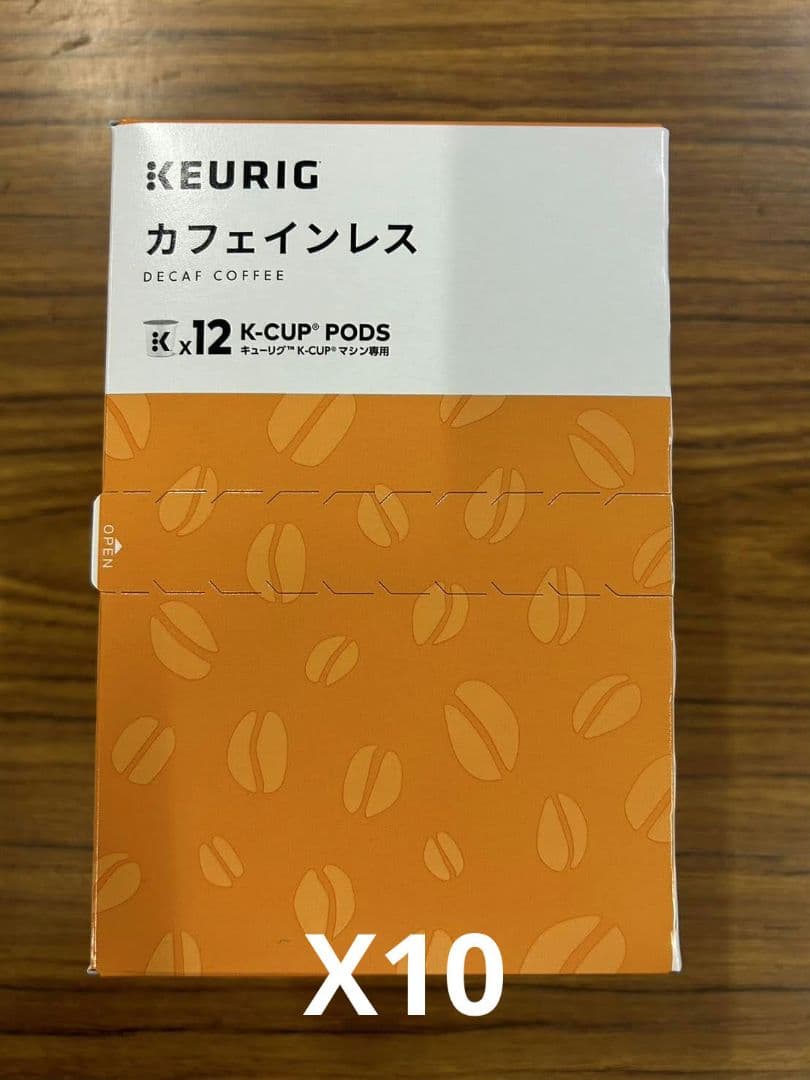 KEURIG
カフェインレス
DECAF COFFEE
x12 K-CUP® PODS
キューリグ™ K-CUP® マシン専用
OPEN
X10